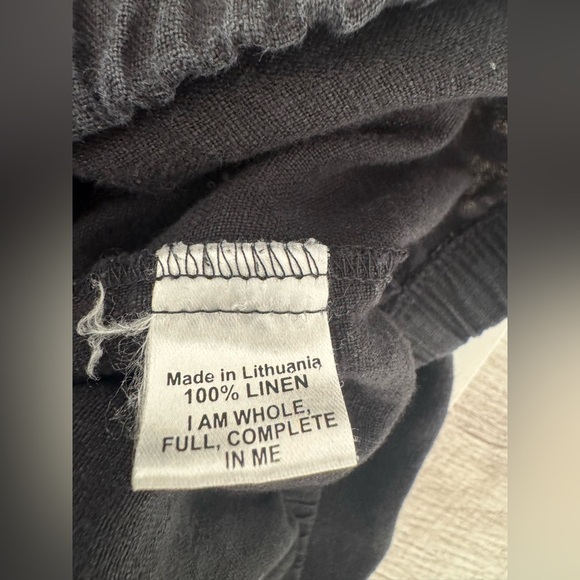 Made in Lithuania
100% LINEN
I AM WHOLE,
FULL, COMPLETE
IN ME